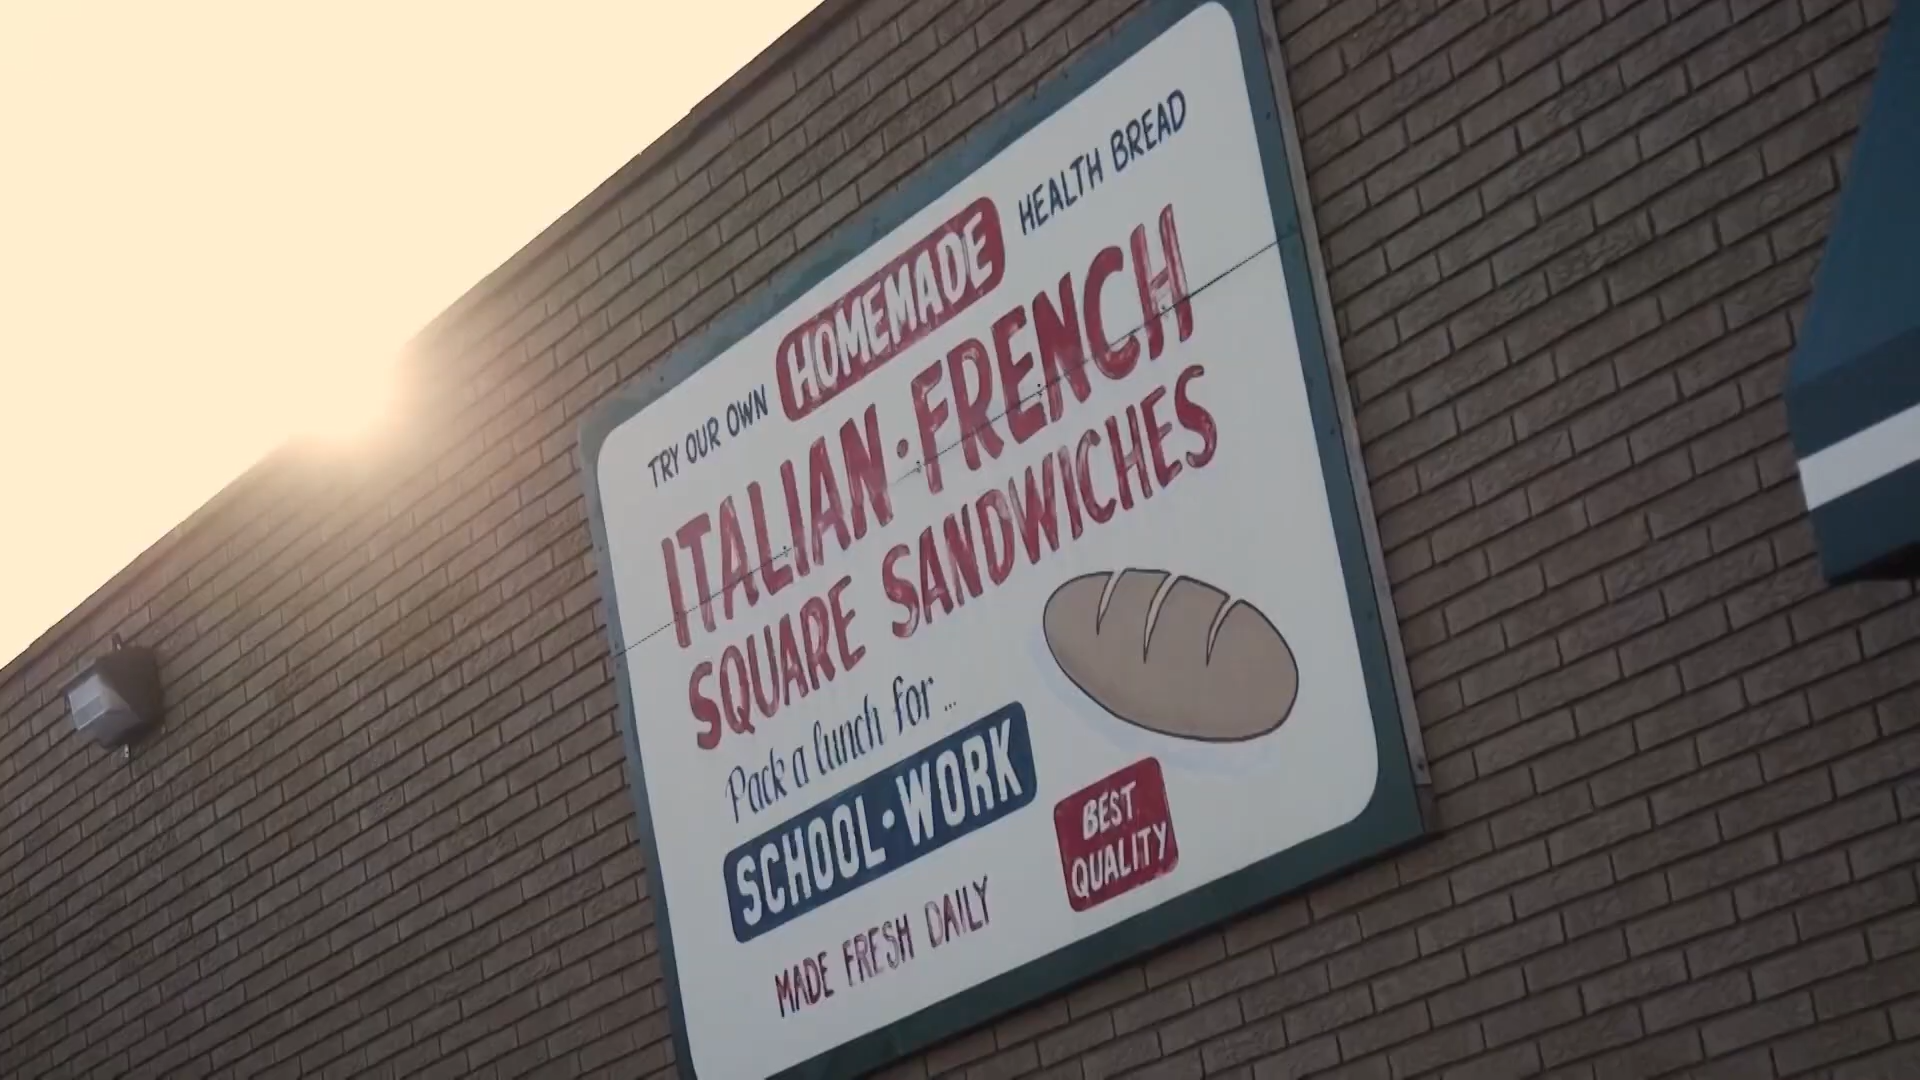 TRY OUR OWN HOMEMADE HEALTH BREAD
ITALIAN · FRENCH
SQUARE SANDWICHES
Pack a lunch for ...
SCHOOL · WORK
BEST
QUALITY
MADE FRESH DAILY